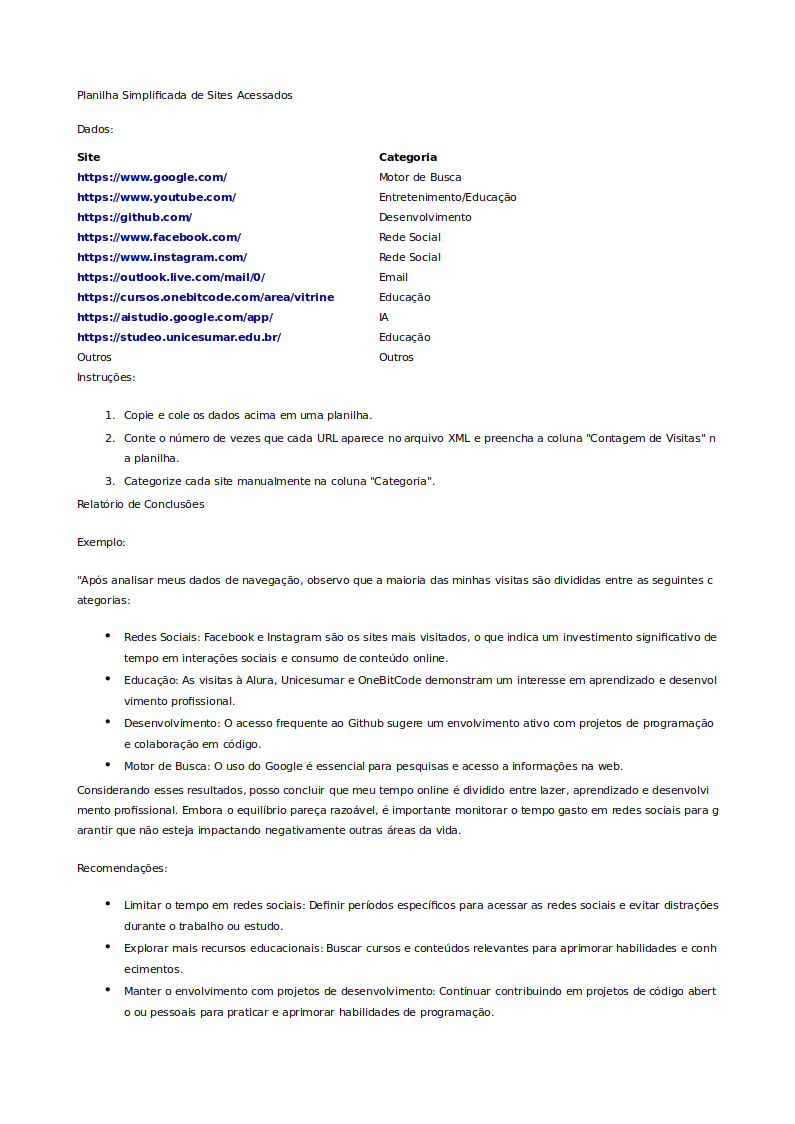 Planilha Simplificada de Sites Acessados
Dados:
Site Categoria
https://www.google.com/ Motor de Busca
https://www.youtube.com/ Entretenimento/Educação
https://github.com/ Desenvolvimento
https://www.facebook.com/ Rede Social
https://www.instagram.com/ Rede Social
https://outlook.live.com/mail/0/ Email
https://cursos.onebitcode.com/area/vitrine Educação
https://aistudio.google.com/app/ IA
https://studeo.unicesumar.edu.br/ Educação
Outros Outros
Instruções:
1. Copie e cole os dados acima em uma planilha.
2. Conte o número de vezes que cada URL aparece no arquivo XML e preencha a coluna "Contagem de Visitas" n
a planilha.
3. Categorize cada site manualmente na coluna "Categoria".
Relatório de Conclusões
Exemplo:
"Após analisar meus dados de navegação, observo que a maioria das minhas visitas são divididas entre as seguintes c
ategorias:
• Redes Sociais: Facebook e Instagram são os sites mais visitados, o que indica um investimento significativo de
tempo em interações sociais e consumo de conteúdo online.
• Educação: As visitas à Alura, Unicesumar e OneBitCode demonstram um interesse em aprendizado e desenvol
vimento profissional.
• Desenvolvimento: O acesso frequente ao Github sugere um envolvimento ativo com projetos de programação
e colaboração em código.
• Motor de Busca: O uso do Google é essencial para pesquisas e acesso a informações na web.
Considerando esses resultados, posso concluir que meu tempo online é dividido entre lazer, aprendizado e desenvolvi
mento profissional. Embora o equilíbrio pareça razoável, é importante monitorar o tempo gasto em redes sociais para g
arantir que não esteja impactando negativamente outras áreas da vida.
Recomendações:
• Limitar o tempo em redes sociais: Definir períodos específicos para acessar as redes sociais e evitar distrações
durante o trabalho ou estudo.
• Explorar mais recursos educacionais: Buscar cursos e conteúdos relevantes para aprimorar habilidades e conh
ecimentos.
• Manter o envolvimento com projetos de desenvolvimento: Continuar contribuindo em projetos de código abert
o ou pessoais para praticar e aprimorar habilidades de programação.